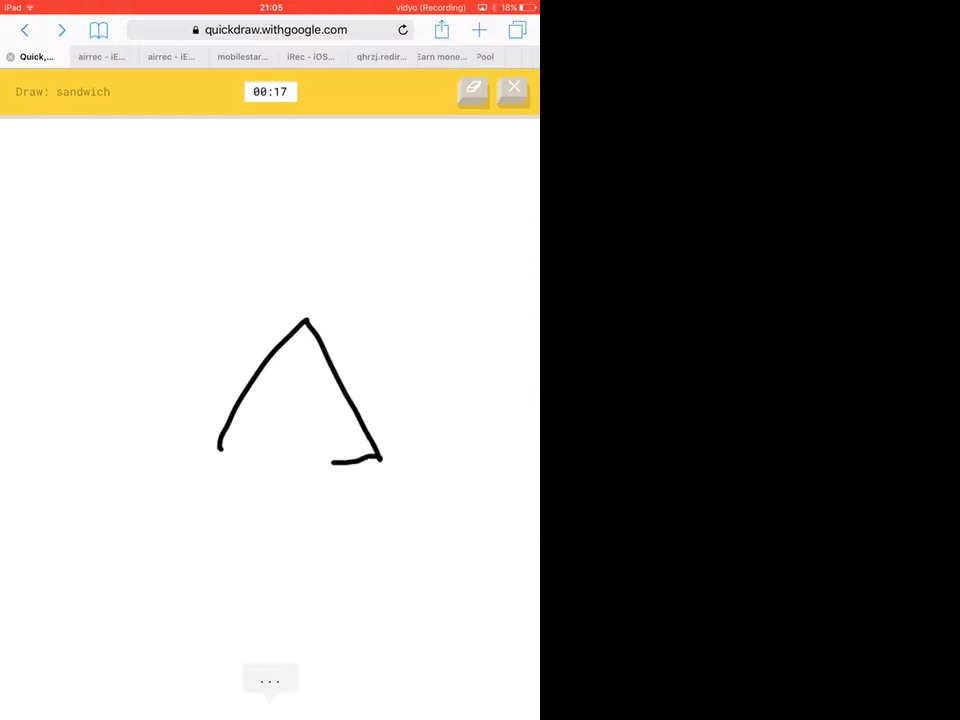 iPad 21:05 vidyo (Recording) 18%
quickdraw.withgoogle.com
Quick,... airrec - iE... airrec - iE... mobilestar... iRec - iOS... qhrzj.redir... Earn mone... Pool
Draw: sandwich 00:17
...